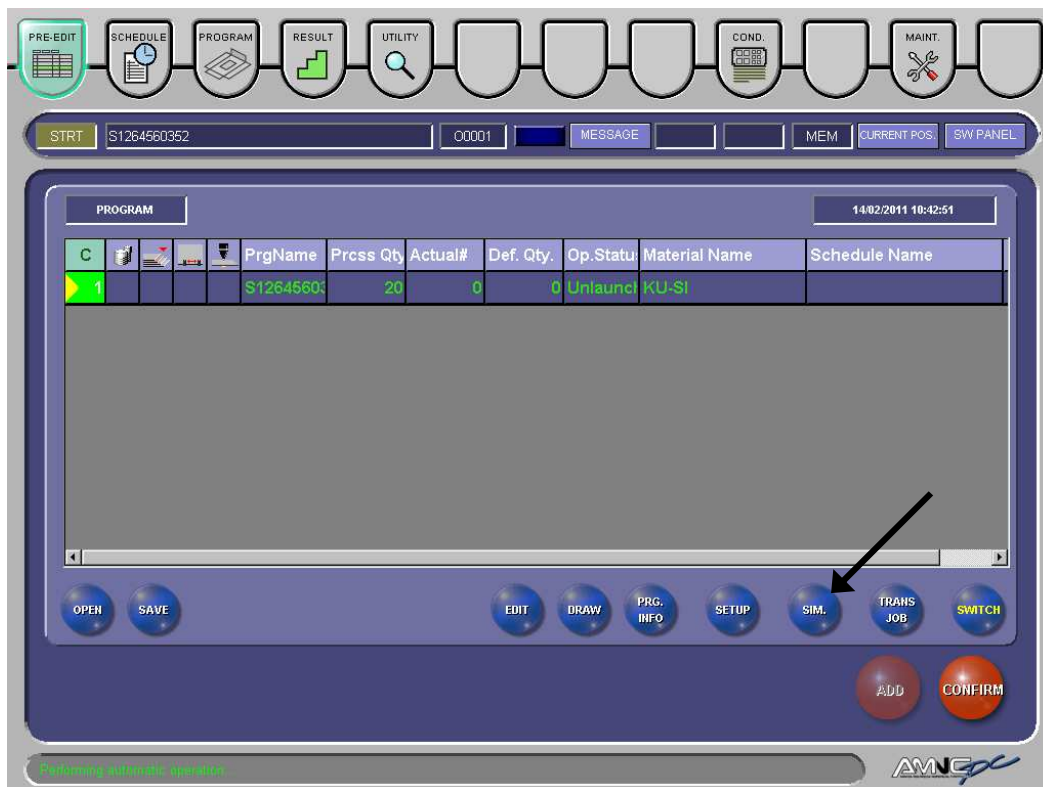 PRE-EDIT SCHEDULE PROGRAM RESULT UTILITY COND. MAINT.
STRT S1264560352 O0001 MESSAGE MEM CURRENT POS. SW PANEL
PROGRAM 14/02/2011 10:42:51
C PrgName Prcss Qty Actual# Def. Qty. Op.Statu Material Name Schedule Name
1 S12645603 20 0 0 Unlaunch KU-SI
OPEN SAVE EDIT DRAW PRG. INFO SETUP SIM. TRANS JOB SWITCH
ADD CONFIRM
Performing automatic operation...
AMNC PC